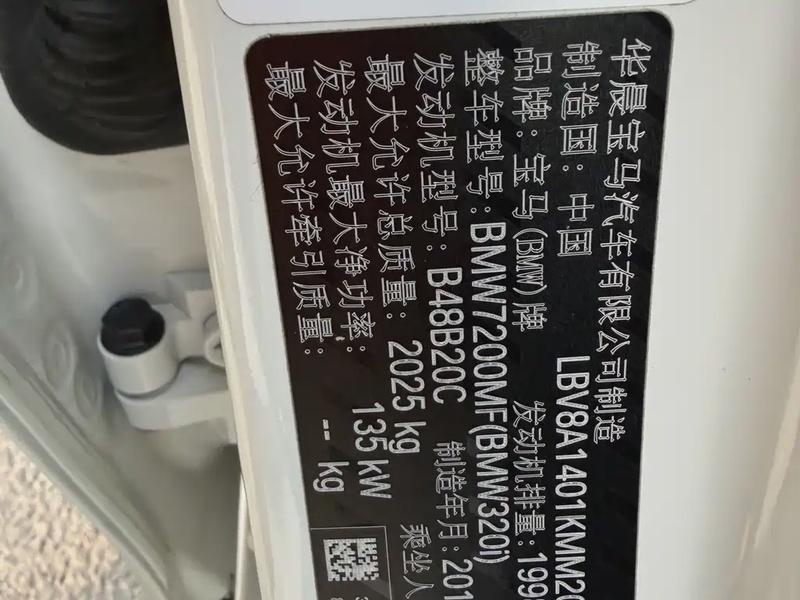 华晨宝马汽车有限公司制造
制造国：中国 LBV8A1401KMM20
品牌：宝马(BMW)牌 发动机排量：199
整车型号：BMW7200MF(BMW320i)
发动机型号：B48B20C 制造年月：201
最大允许总质量：2025 kg 乘坐人
发动机最大净功率：135 kW
最大允许牵引质量：-- kg